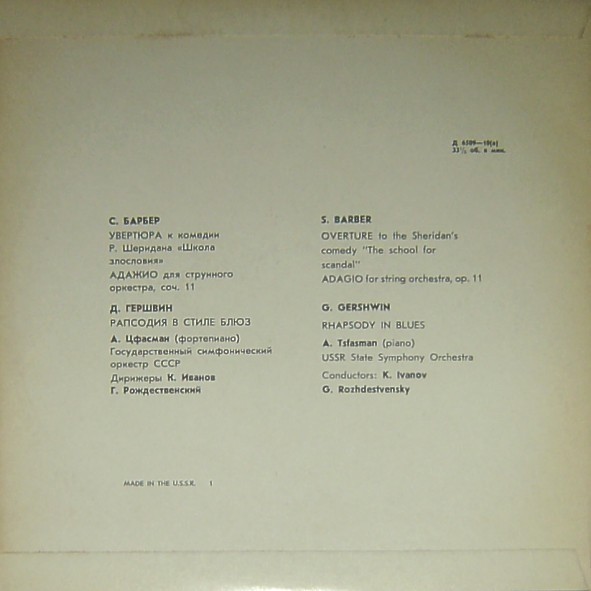 Д 6509—10(а)
33⅓ об. в мин.
С. БАРБЕР
УВЕРТЮРА к комедии
Р. Шеридана «Школа
злословия»
АДАЖИО для струнного
оркестра, соч. 11
Д. ГЕРШВИН
РАПСОДИЯ В СТИЛЕ БЛЮЗ
А. Цфасман (фортепиано)
Государственный симфонический
оркестр СССР
Дирижеры К. Иванов
Г. Рождественский
S. BARBER
OVERTURE to the Sheridan's
comedy "The school for
scandal"
ADAGIO for string orchestra, op. 11
G. GERSHWIN
RHAPSODY IN BLUES
A. Tsfasman (piano)
USSR State Symphony Orchestra
Conductors: K. Ivanov
G. Rozhdestvensky
MADE IN THE U.S.S.R. 1